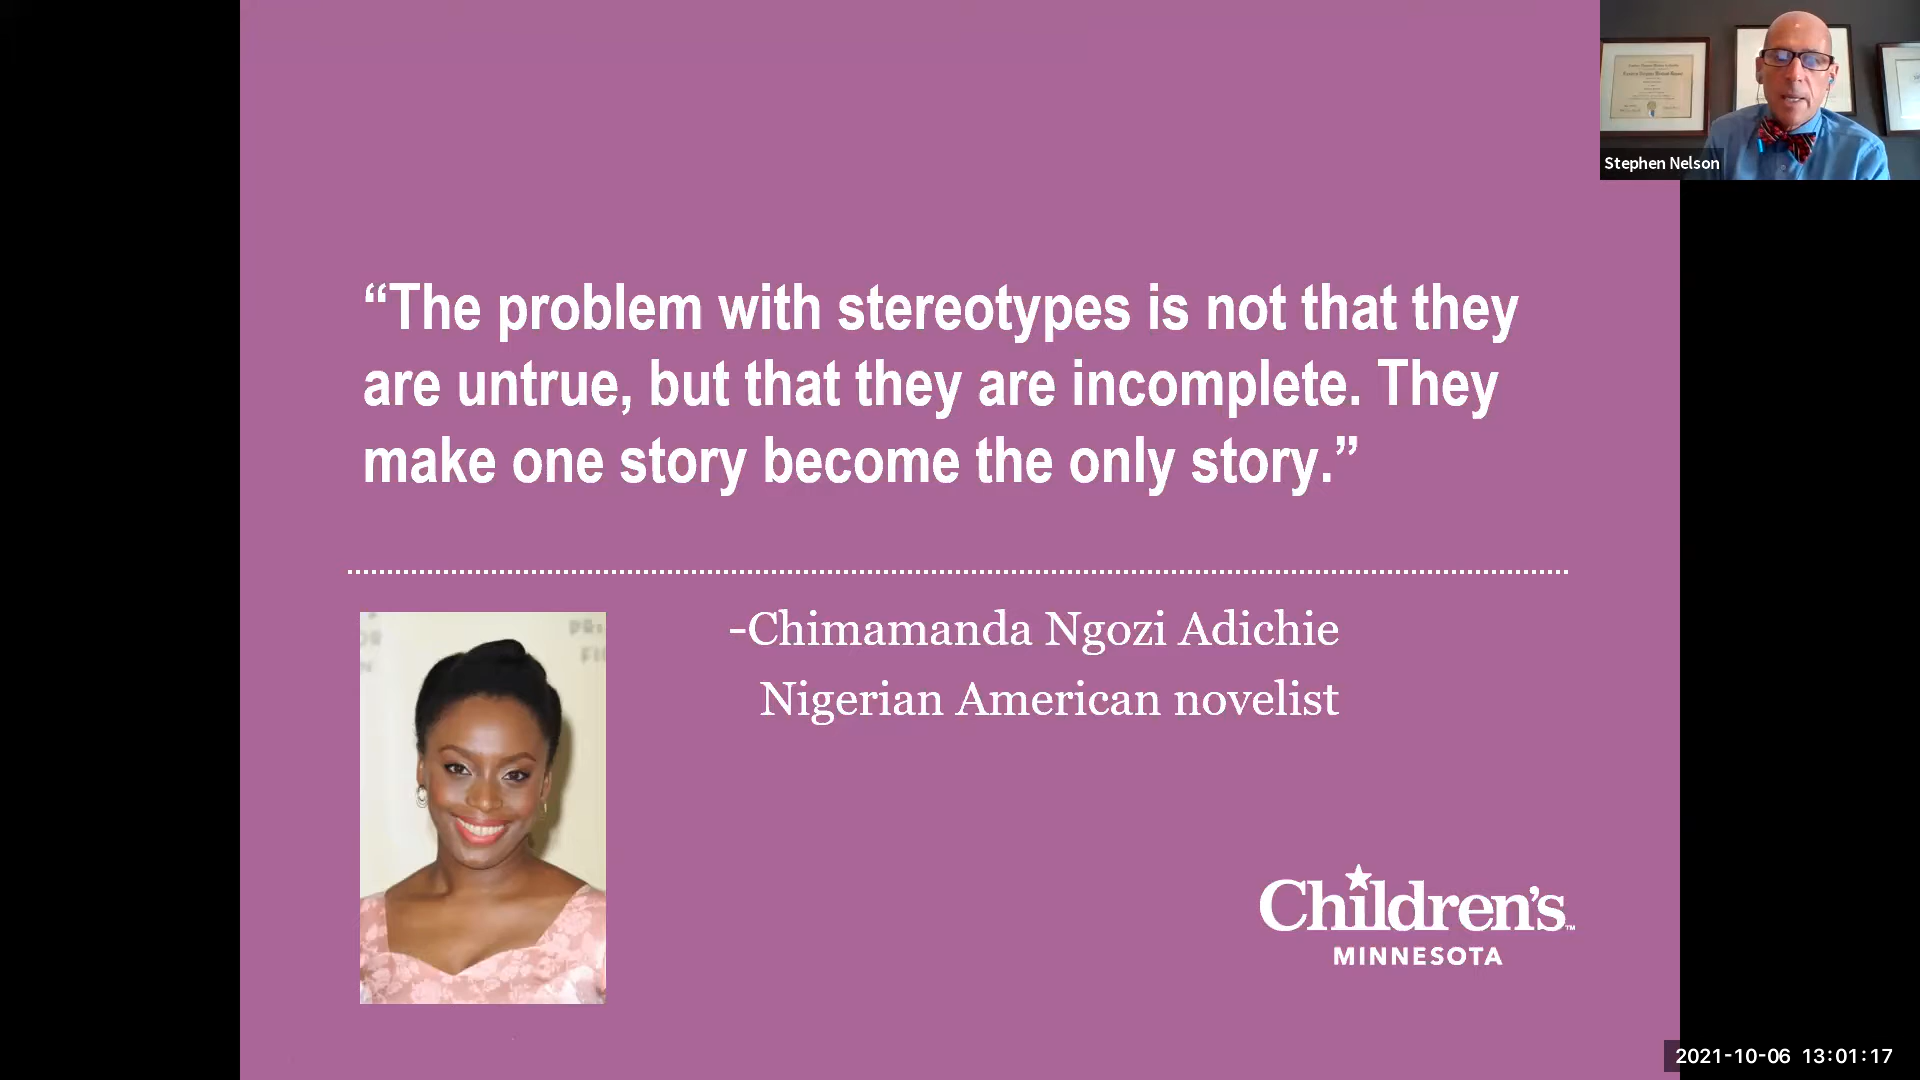 Stephen Nelson
“The problem with stereotypes is not that they
are untrue, but that they are incomplete. They
make one story become the only story.”
-Chimamanda Ngozi Adichie
Nigerian American novelist
Children's™
MINNESOTA
2021-10-06 13:01:17